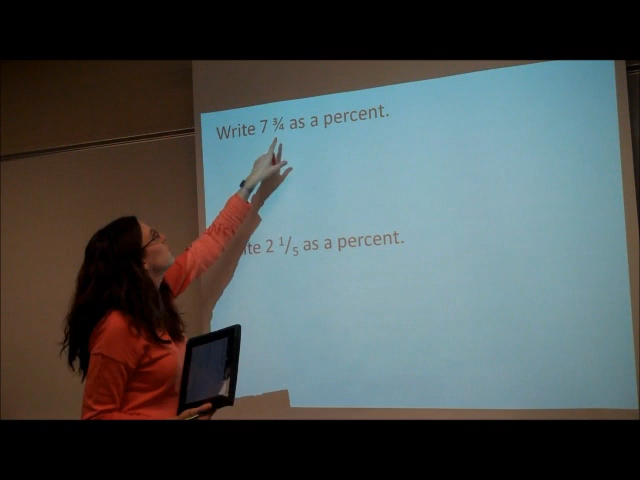 Write 7 ¾ as a percent.
2 ¹/₅ as a percent.